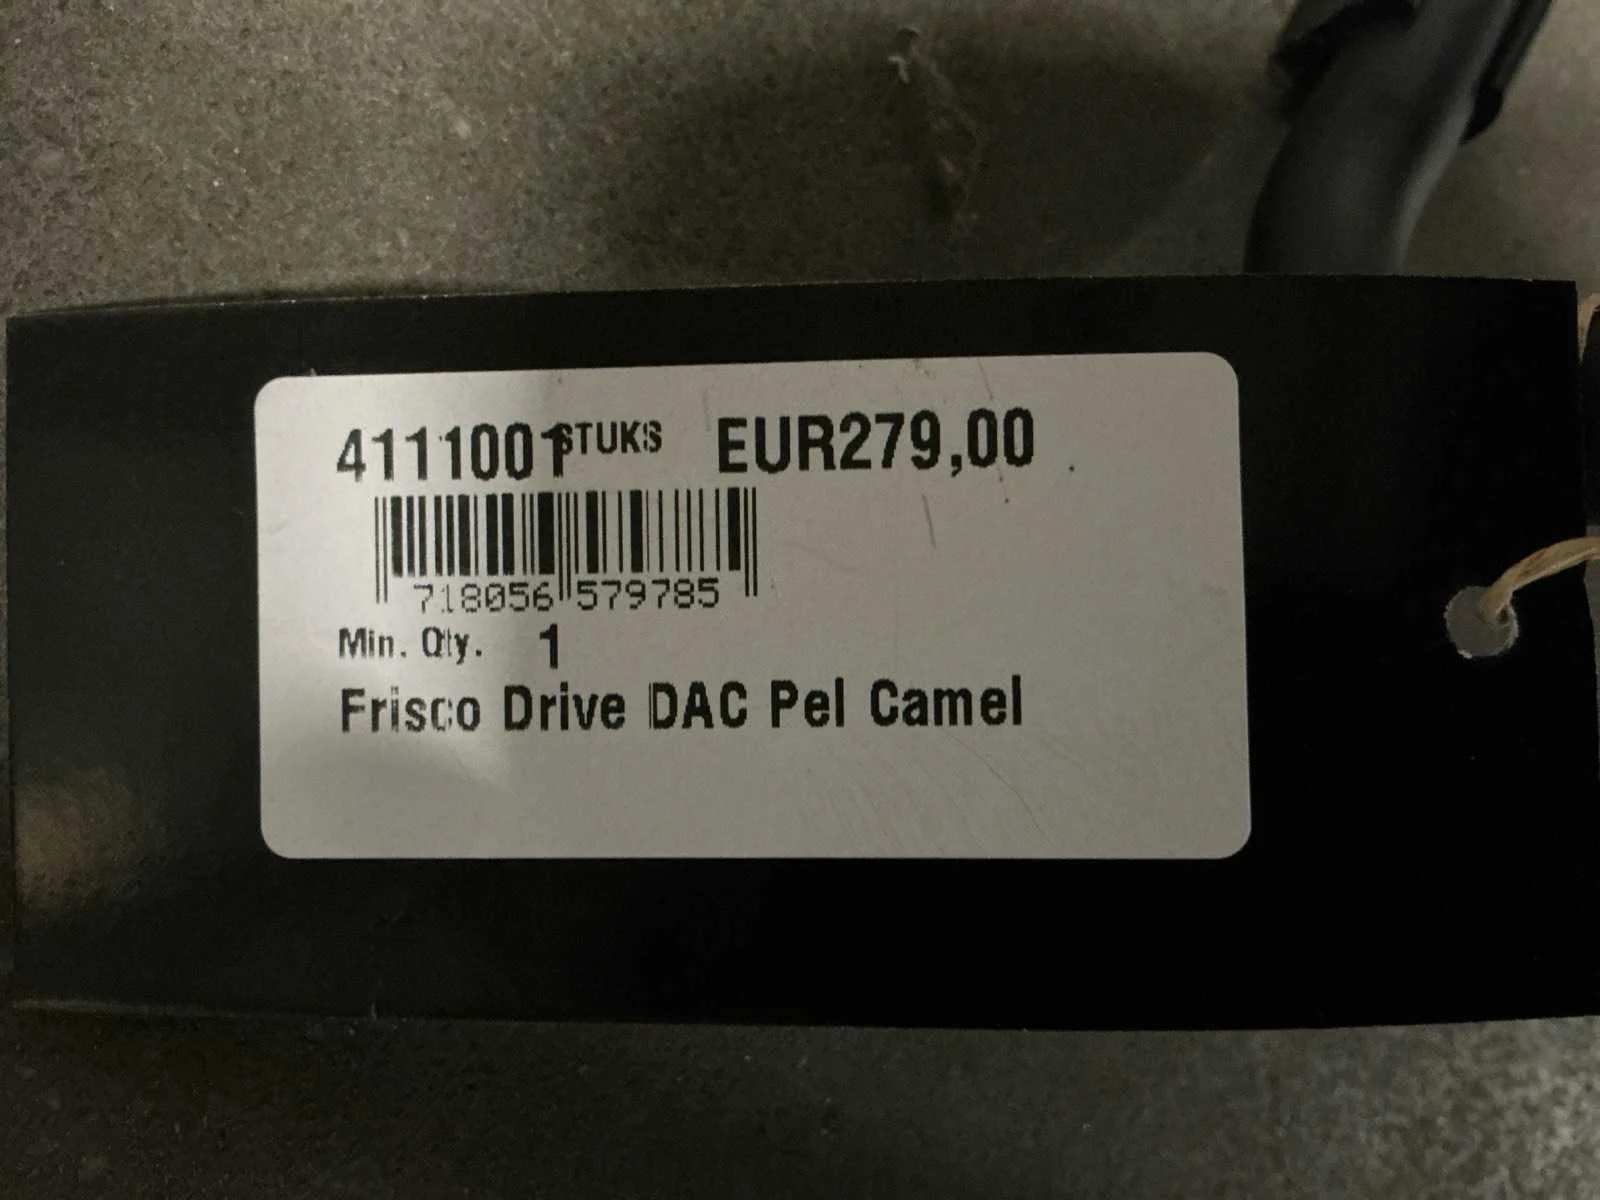 4111001 STUKS EUR279,00
718056 579785
Min. Qty. 1
Frisco Drive DAC Pel Camel